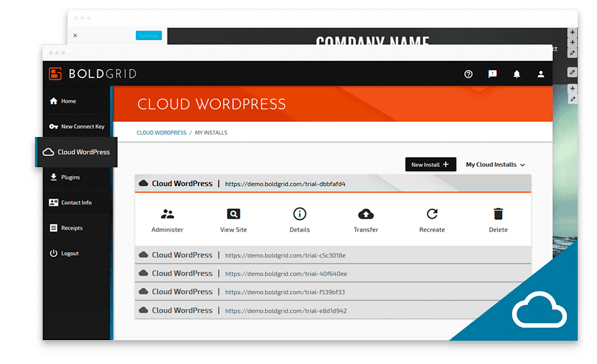 COMPANY NAME
BOLDGRID
Home
New Connect Key
Cloud WordPress
Plugins
Contact Info
Receipts
Logout
CLOUD WORDPRESS
CLOUD WORDPRESS / MY INSTALLS
New Install +
My Cloud Installs
Cloud WordPress | https://demo.boldgrid.com/trial-dbbfafd4
Administer
View Site
Details
Transfer
Recreate
Delete
Cloud WordPress | https://demo.boldgrid.com/trial-c5c3018e
Cloud WordPress | https://demo.boldgrid.com/trial-40f640ee
Cloud WordPress | https://demo.boldgrid.com/trial-f539bf33
Cloud WordPress | https://demo.boldgrid.com/trial-e8d1d942